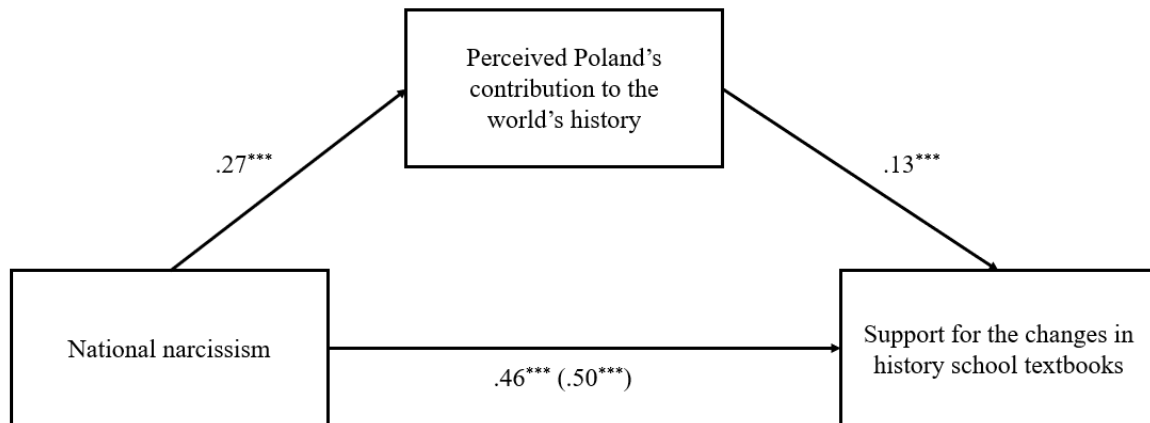 Perceived Poland’s
contribution to the
world’s history
.27***
.13***
National narcissism
.46*** (.50***)
Support for the changes in
history school textbooks